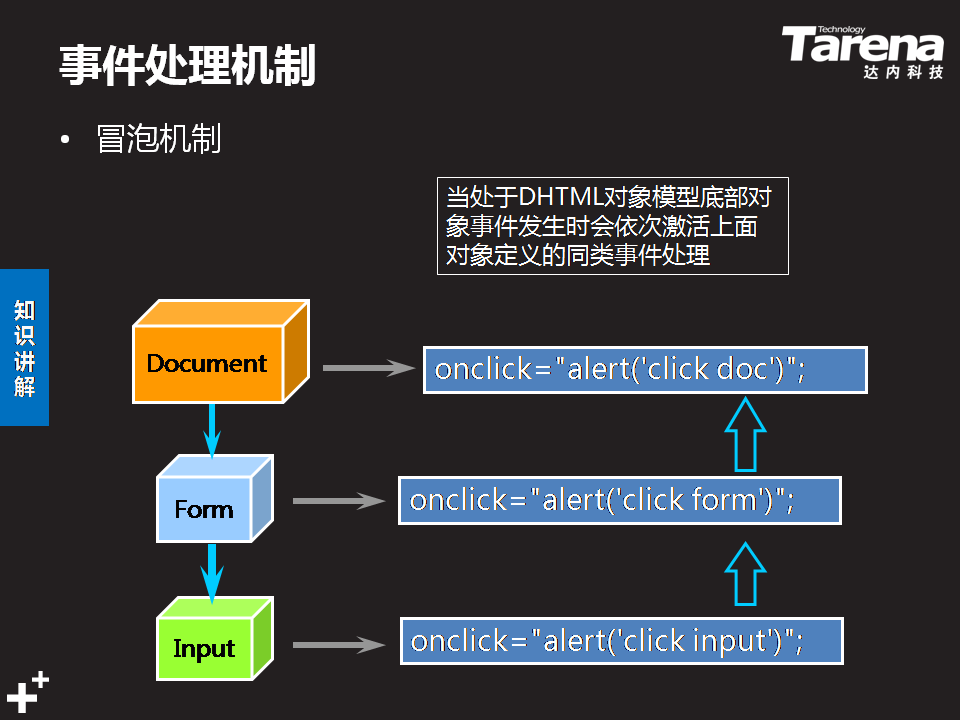 事件处理机制
Technology
Tarena
达内科技
• 冒泡机制
当处于DHTML对象模型底部对
象事件发生时会依次激活上面
对象定义的同类事件处理
知识讲解
Document
onclick="alert('click doc')";
Form
onclick="alert('click form')";
Input
onclick="alert('click input')";